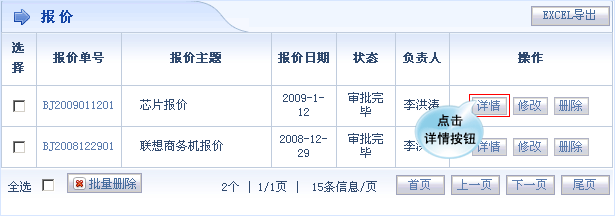 报价
EXCEL导出
选择 报价单号 报价主题 报价日期 状态 负责人 操作
BJ2009011201 芯片报价 2009-1-12 审批完毕 李洪涛 详情 修改 删除
点击
详情按钮
BJ2008122901 联想商务机报价 2008-12-29 审批完毕 李 详情 修改 删除
全选 批量删除 2个 | 1/1页 | 15条信息/页 首页 上一页 下一页 尾页